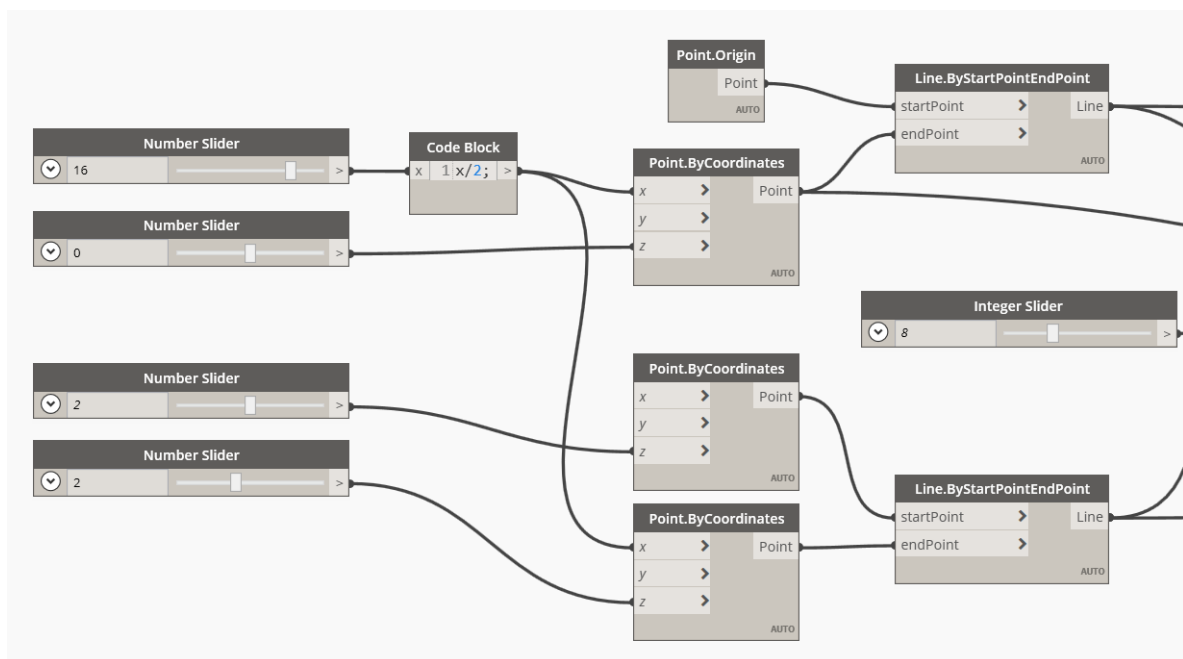 Point.Origin
Point
AUTO
Line.ByStartPointEndPoint
startPoint > Line
endPoint >
AUTO
Number Slider
16 >
Code Block
x 1 x/2; >
Point.ByCoordinates
x > Point
y >
z >
AUTO
Number Slider
0 >
Integer Slider
8 >
Number Slider
2 >
Point.ByCoordinates
x > Point
y >
z >
AUTO
Number Slider
2 >
Point.ByCoordinates
x > Point
y >
z >
AUTO
Line.ByStartPointEndPoint
startPoint > Line
endPoint >
AUTO